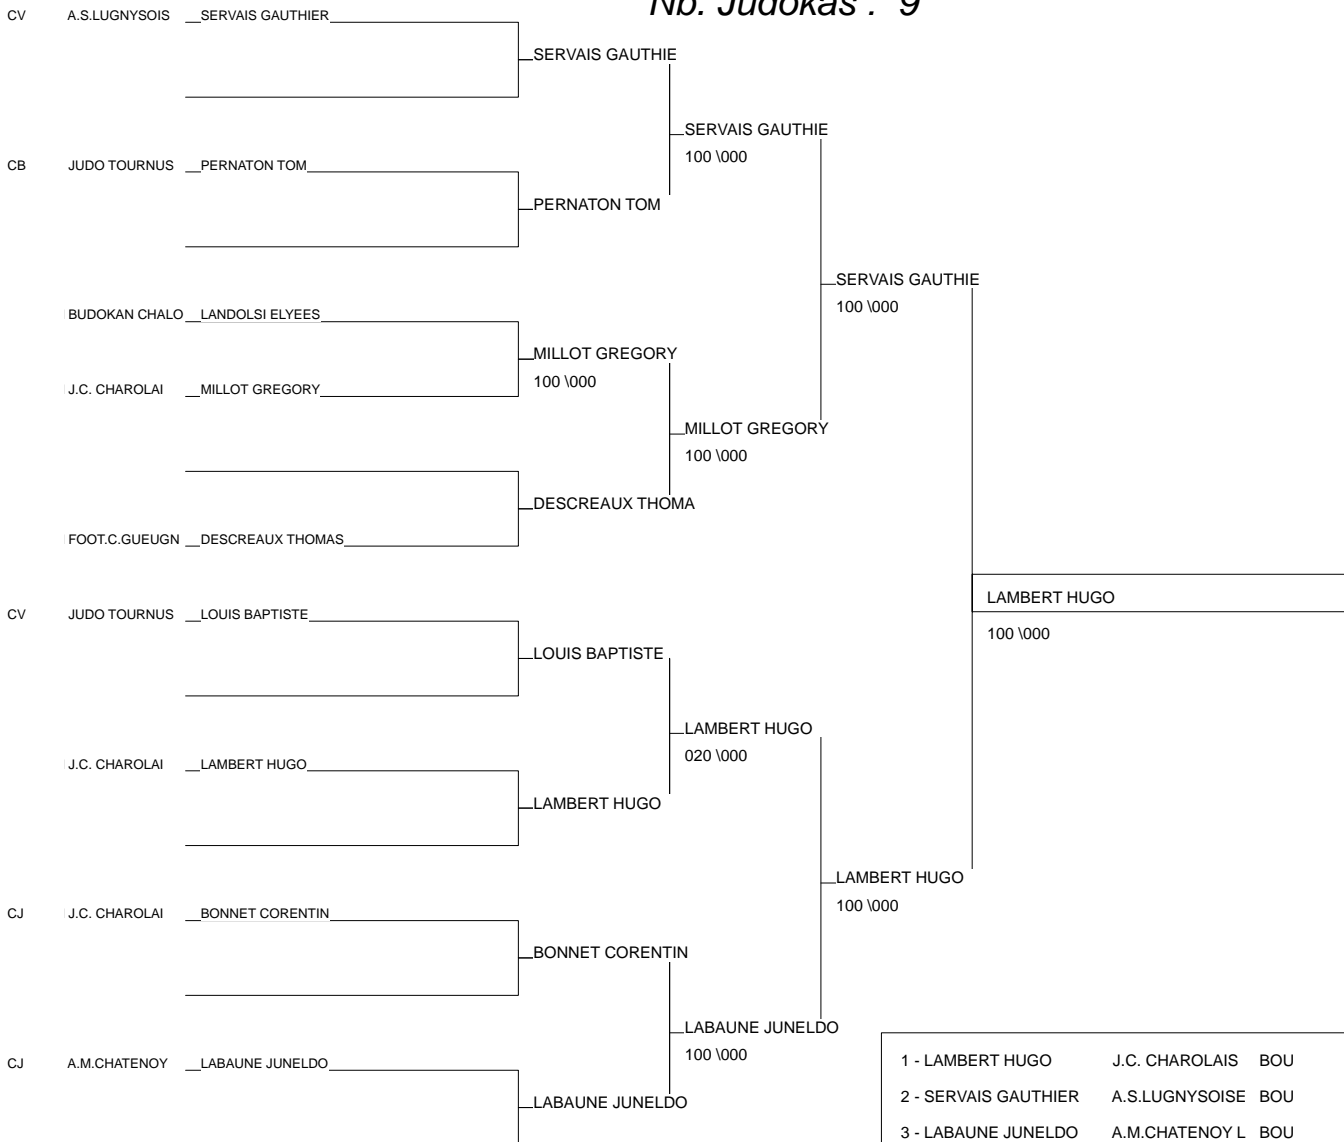 Nb. Judokas : 9
CV A.S.LUGNYSOIS SERVAIS GAUTHIER
SERVAIS GAUTHIE
SERVAIS GAUTHIE
100 \000
CB JUDO TOURNUS PERNATON TOM
PERNATON TOM
SERVAIS GAUTHIE
100 \000
BUDOKAN CHALO LANDOLSI ELYEES
MILLOT GREGORY
100 \000
J.C. CHAROLAI MILLOT GREGORY
MILLOT GREGORY
100 \000
DESCREAUX THOMA
FOOT.C.GUEUGN DESCREAUX THOMAS
LAMBERT HUGO
100 \000
CV JUDO TOURNUS LOUIS BAPTISTE
LOUIS BAPTISTE
LAMBERT HUGO
020 \000
J.C. CHAROLAI LAMBERT HUGO
LAMBERT HUGO
LAMBERT HUGO
100 \000
CJ J.C. CHAROLAI BONNET CORENTIN
BONNET CORENTIN
LABAUNE JUNELDO
100 \000
CJ A.M.CHATENOY LABAUNE JUNELDO
LABAUNE JUNELDO
1 - LAMBERT HUGO J.C. CHAROLAIS BOU
2 - SERVAIS GAUTHIER A.S.LUGNYSOISE BOU
3 - LABAUNE JUNELDO A.M.CHATENOY L BOU